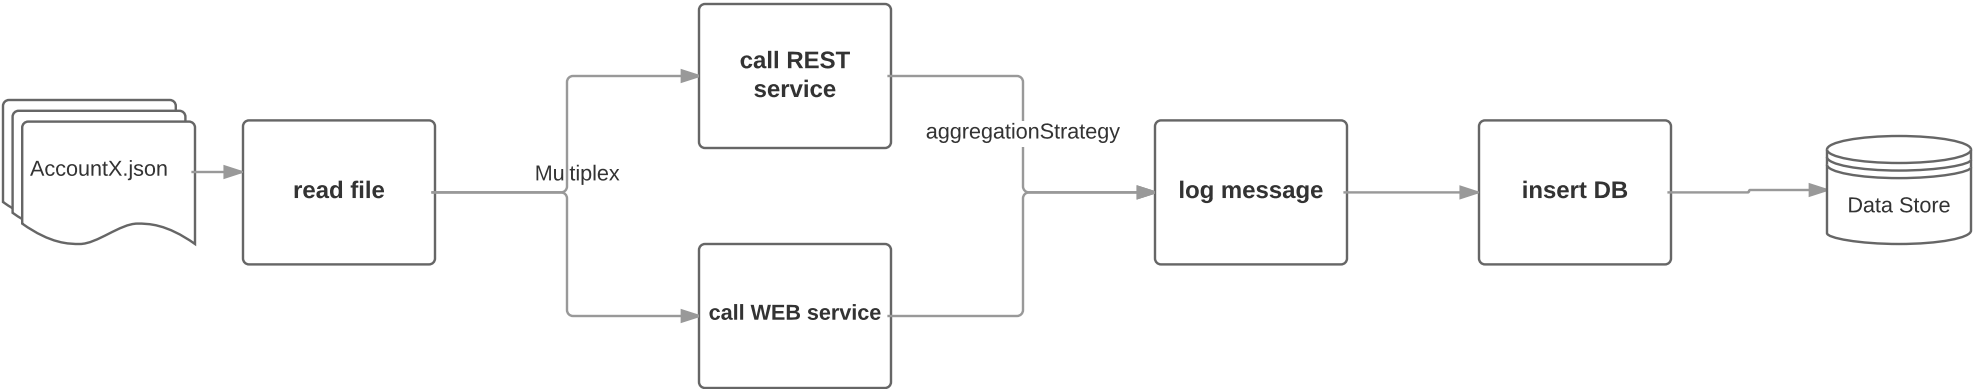 AccountX.json
read file
Multiplex
call REST
service
call WEB service
aggregationStrategy
log message
insert DB
Data Store